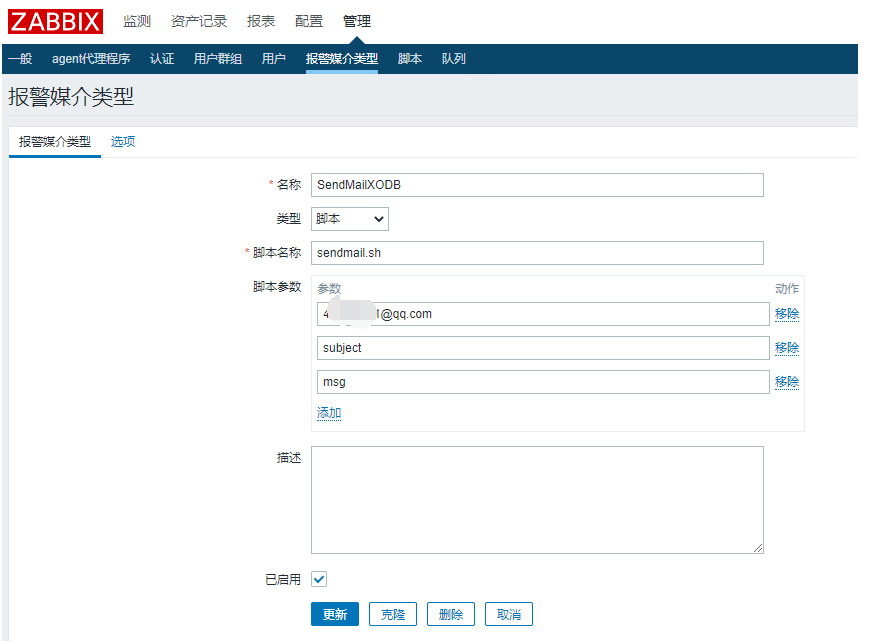 ZABBIX 监测 资产记录 报表 配置 管理
一般 agent代理程序 认证 用户群组 用户 报警媒介类型 脚本 队列
报警媒介类型
报警媒介类型 选项
* 名称 SendMailXODB
类型 脚本
* 脚本名称 sendmail.sh
脚本参数 参数 动作
4 1@qq.com 移除
subject 移除
msg 移除
添加
描述
已启用
更新 克隆 删除 取消